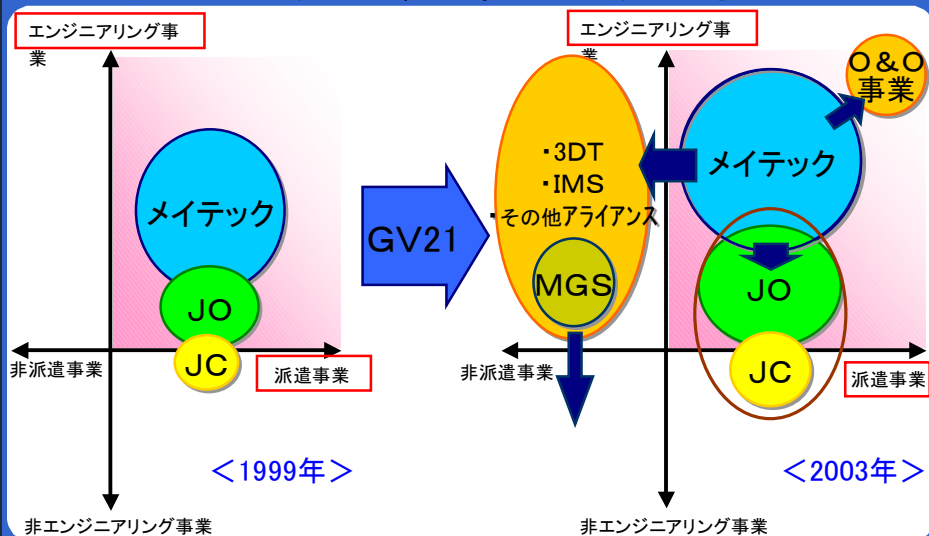 エンジニアリング事
業
メイテック
JO
JC
非派遣事業
派遣事業
<1999年>
非エンジニアリング事業
GV21
エンジニアリング事
業
O&O
事業
・3DT
・IMS
・その他アライアンス
MGS
メイテック
JO
JC
非派遣事業
派遣事業
<2003年>
非エンジニアリング事業